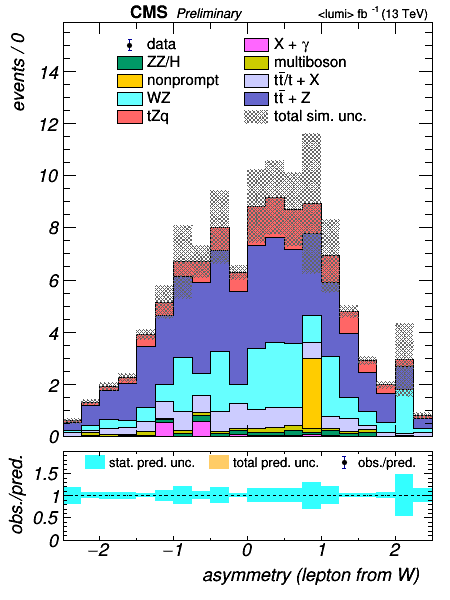 CMS Preliminary <lumi> fb⁻¹ (13 TeV)
events / 0
data
ZZ/H
nonprompt
WZ
tZq
X + γ
multiboson
tt̄/t + X
tt̄ + Z
total sim. unc.
14
12
10
8
6
4
2
0
obs./pred.
stat. pred. unc. total pred. unc. obs./pred.
1.5
1
0.5
0
−2 −1 0 1 2
asymmetry (lepton from W)